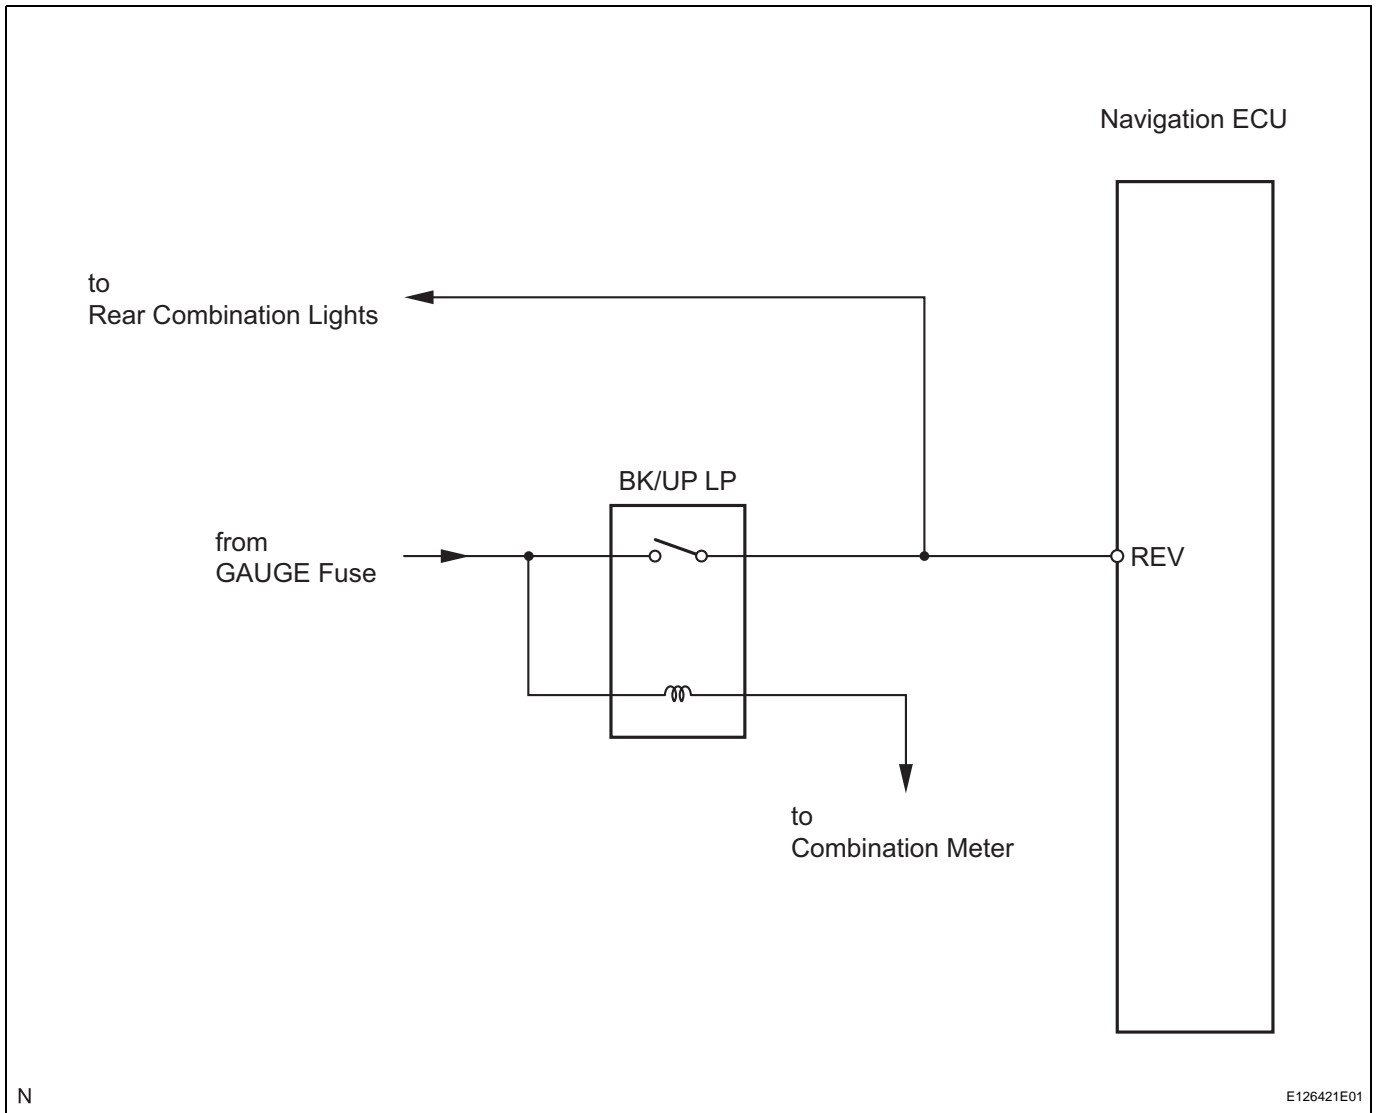 Navigation ECU
to
Rear Combination Lights
BK/UP LP
from
GAUGE Fuse
REV
to
Combination Meter
N
E126421E01